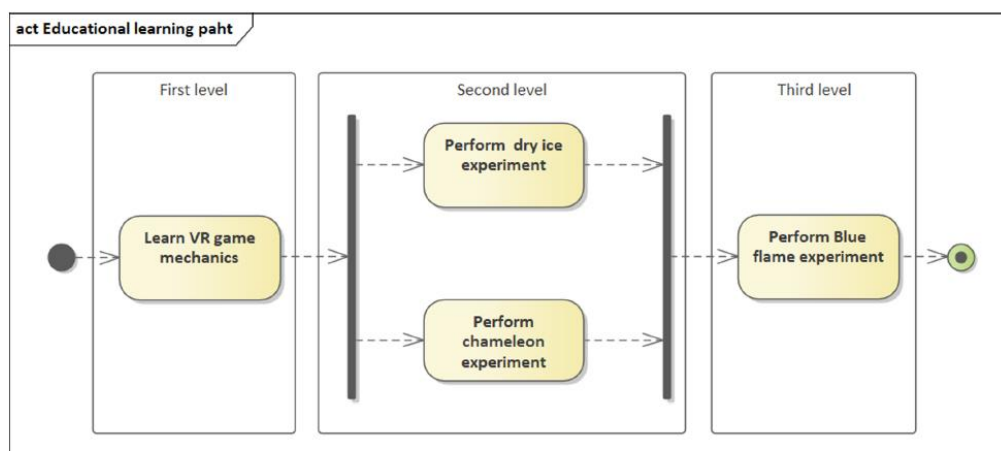 act Educational learning paht
First level
Second level
Third level
Learn VR game
mechanics
Perform dry ice
experiment
Perform
chameleon
experiment
Perform Blue
flame experiment